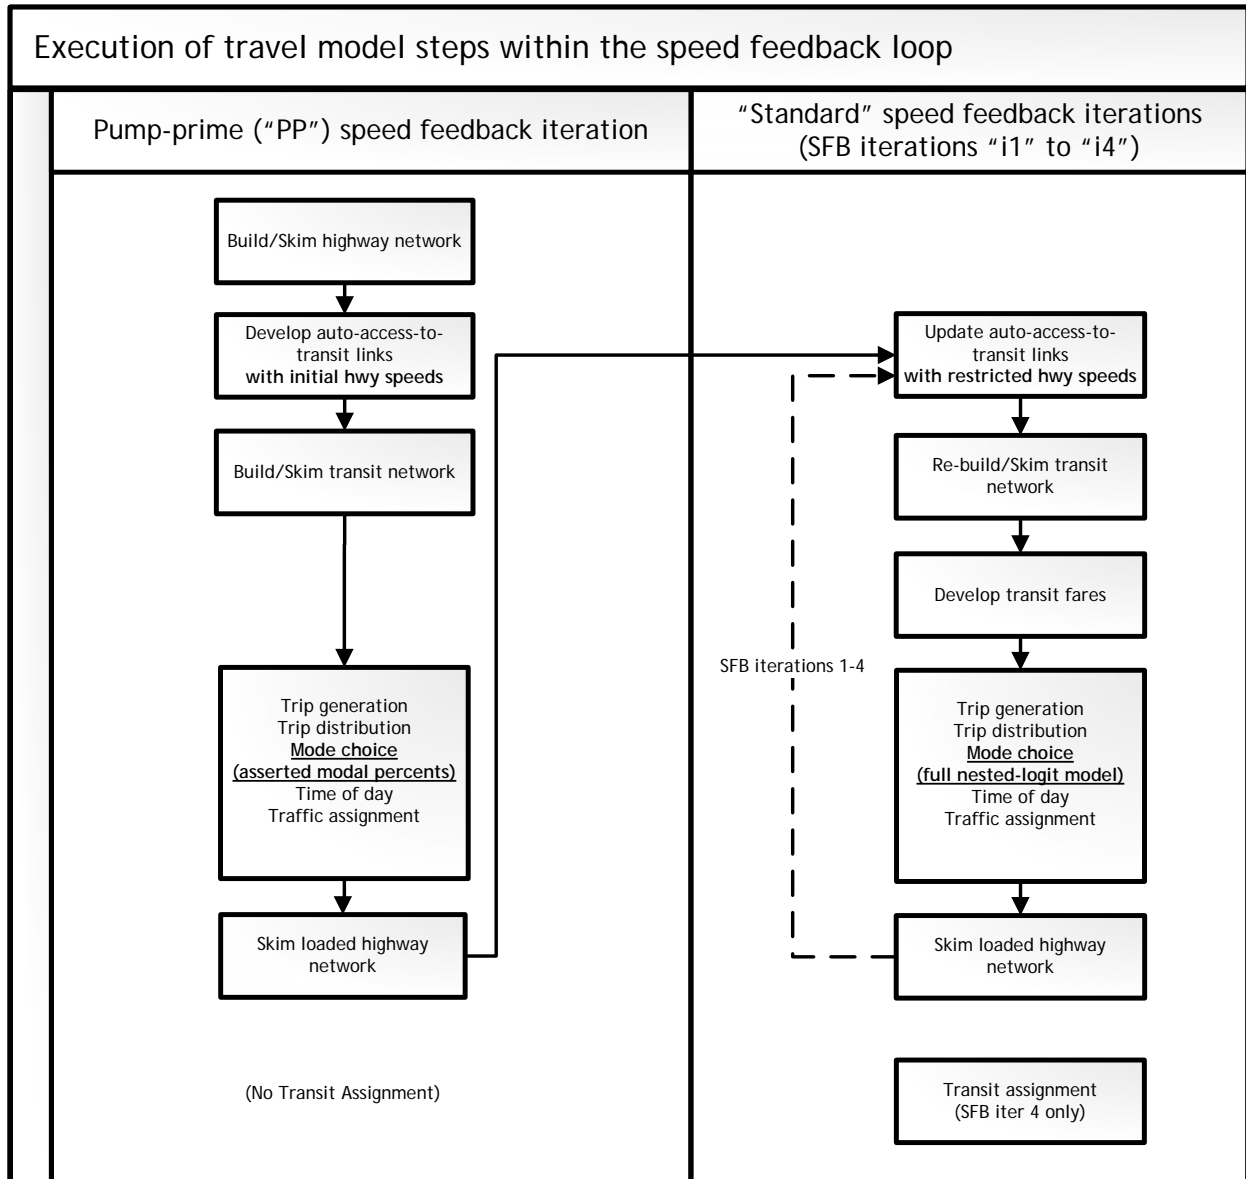 Execution of travel model steps within the speed feedback loop
Pump-prime (“PP”) speed feedback iteration
“Standard” speed feedback iterations
(SFB iterations “i1” to “i4”)
Build/Skim highway network
Develop auto-access-to-
transit links
with initial hwy speeds
Build/Skim transit network
Trip generation
Trip distribution
Mode choice
(asserted modal percents)
Time of day
Traffic assignment
Skim loaded highway
network
(No Transit Assignment)
SFB iterations 1-4
Update auto-access-to-
transit links
with restricted hwy speeds
Re-build/Skim transit
network
Develop transit fares
Trip generation
Trip distribution
Mode choice
(full nested-logit model)
Time of day
Traffic assignment
Skim loaded highway
network
Transit assignment
(SFB iter 4 only)